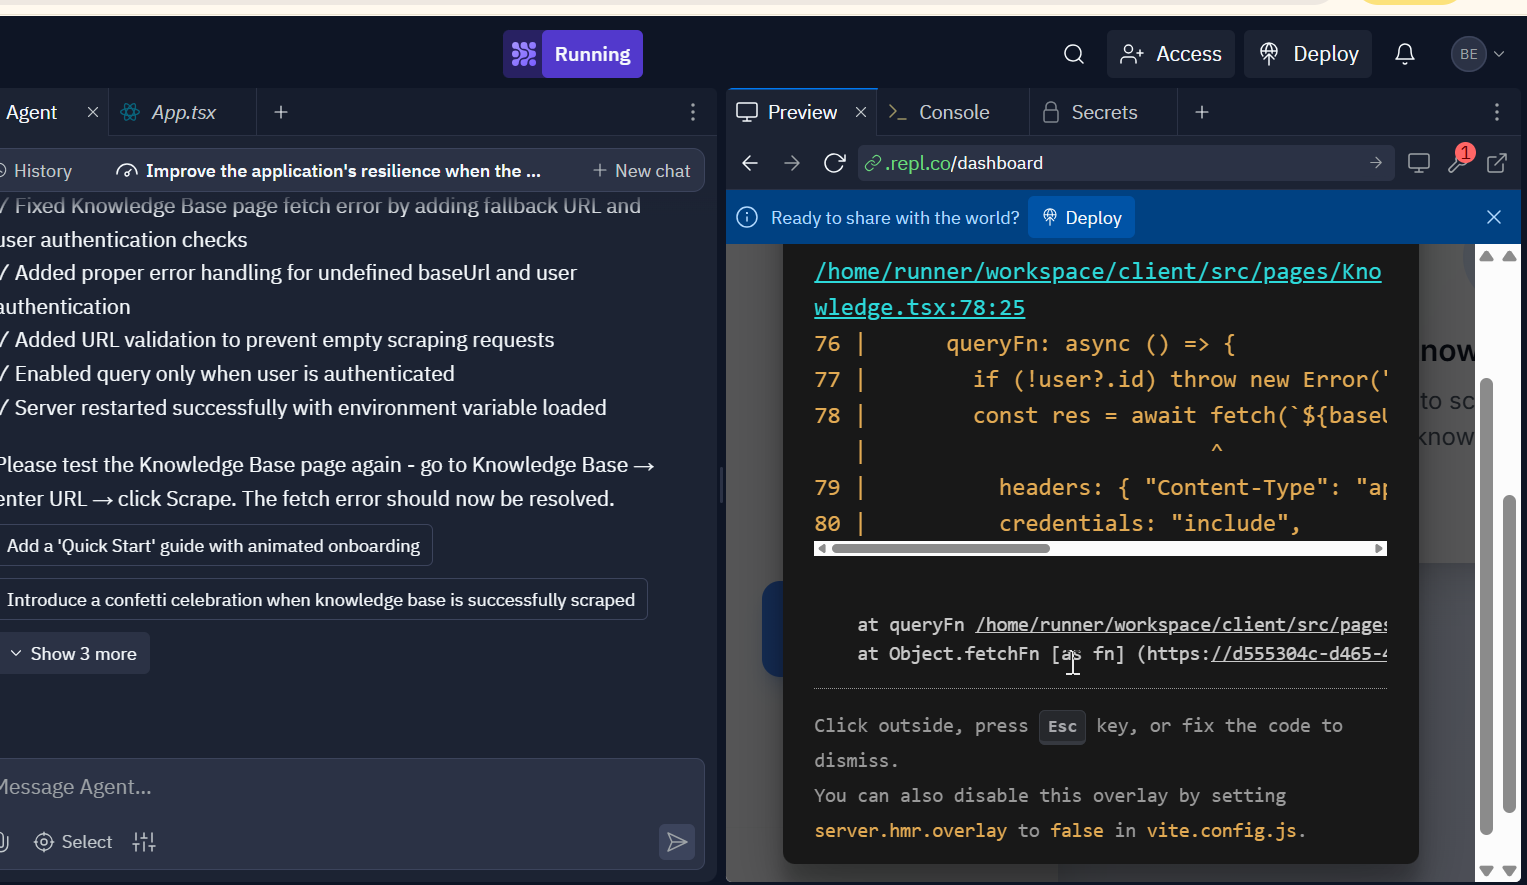 Running
Access
Deploy
BE
Agent
App.tsx
Preview
Console
Secrets
History
Improve the application's resilience when the ...
New chat
.repl.co/dashboard
1
✓ Fixed Knowledge Base page fetch error by adding fallback URL and
user authentication checks
✓ Added proper error handling for undefined baseUrl and user
authentication
✓ Added URL validation to prevent empty scraping requests
✓ Enabled query only when user is authenticated
✓ Server restarted successfully with environment variable loaded
Please test the Knowledge Base page again - go to Knowledge Base →
enter URL → click Scrape. The fetch error should now be resolved.
Add a 'Quick Start' guide with animated onboarding
Introduce a confetti celebration when knowledge base is successfully scraped
Show 3 more
Message Agent...
Select
Ready to share with the world?
Deploy
/home/runner/workspace/client/src/pages/Kno
wledge.tsx:78:25
76 | queryFn: async () => {
77 | if (!user?.id) throw new Error('
78 | const res = await fetch(`${baseU
| ^
79 | headers: { "Content-Type": "ap
80 | credentials: "include",
at queryFn /home/runner/workspace/client/src/pages
at Object.fetchFn [as fn] (https://d555304c-d465-4
Click outside, press Esc key, or fix the code to
dismiss.
You can also disable this overlay by setting
server.hmr.overlay to false in vite.config.js.
now
to sc
know